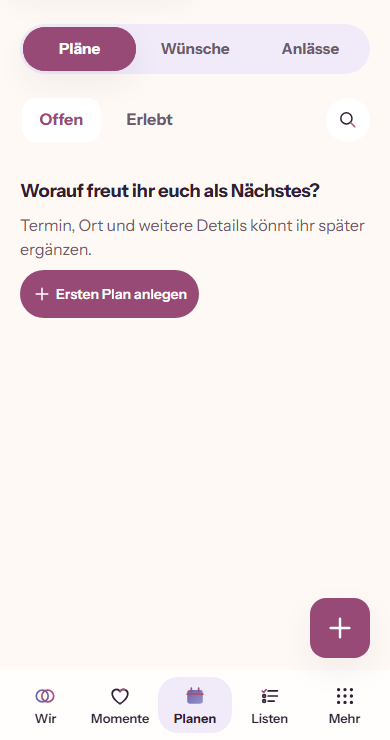 Pläne
Wünsche
Anlässe
Offen
Erlebt
Worauf freut ihr euch als Nächstes?
Termin, Ort und weitere Details könnt ihr später
ergänzen.
Ersten Plan anlegen
Wir
Momente
Planen
Listen
Mehr